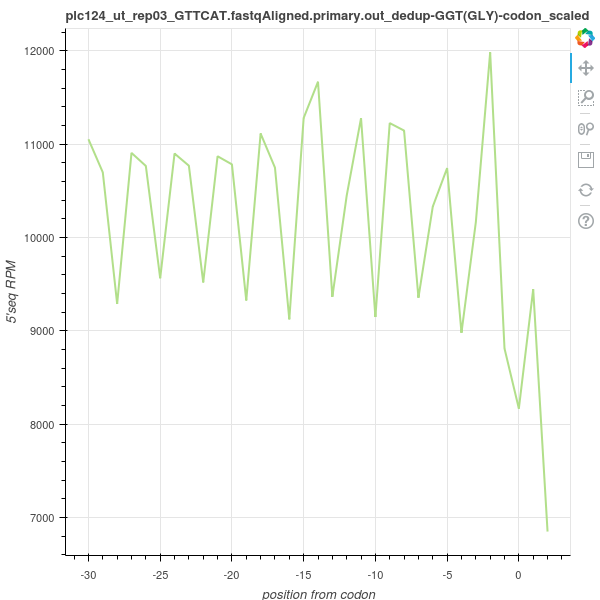 plc124_ut_rep03_GTTCAT.fastqAligned.primary.out_dedup-GGT(GLY)-codon_scaled
12000
11000
10000
9000
8000
7000
5'seq RPM
-30 -25 -20 -15 -10 -5 0
position from codon